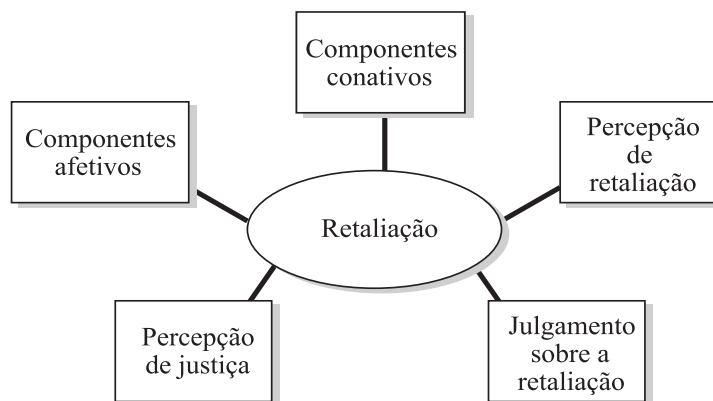 Componentes
conativos
Componentes
afetivos
Percepção
de
retaliação
Retaliação
Percepção
de justiça
Julgamento
sobre a
retaliação